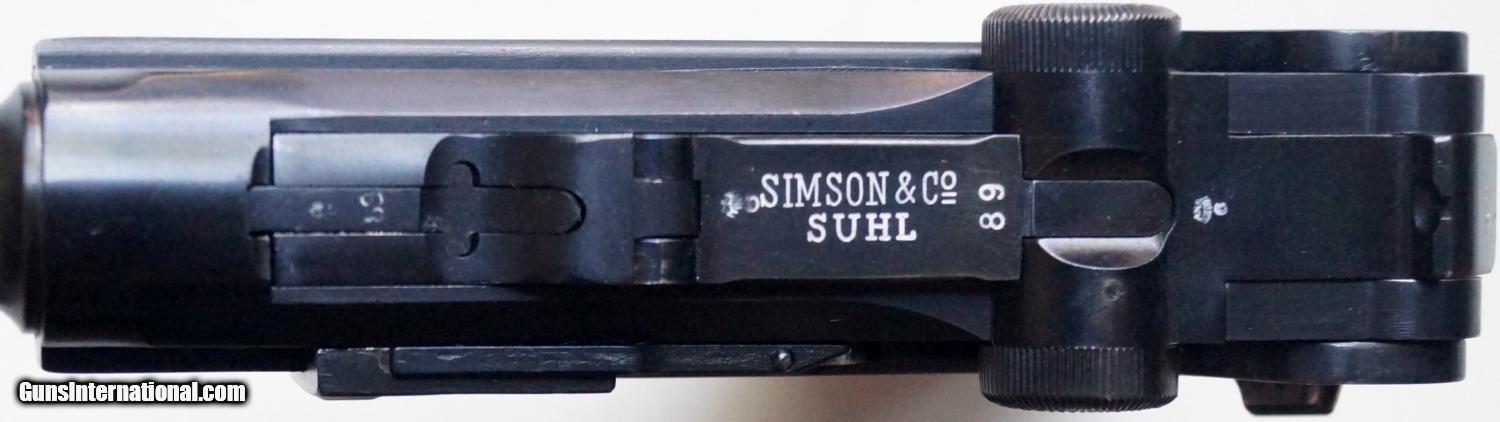 SIMSON & Cº
SUHL
89
GunsInternational.com